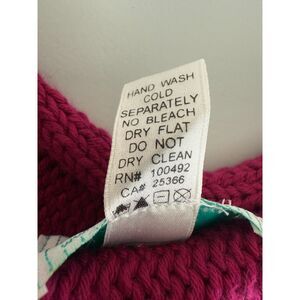 HAND WASH
COLD
SEPARATELY
NO BLEACH
DRY FLAT
DO NOT
DRY CLEAN
RN# 100492
CA# 25366